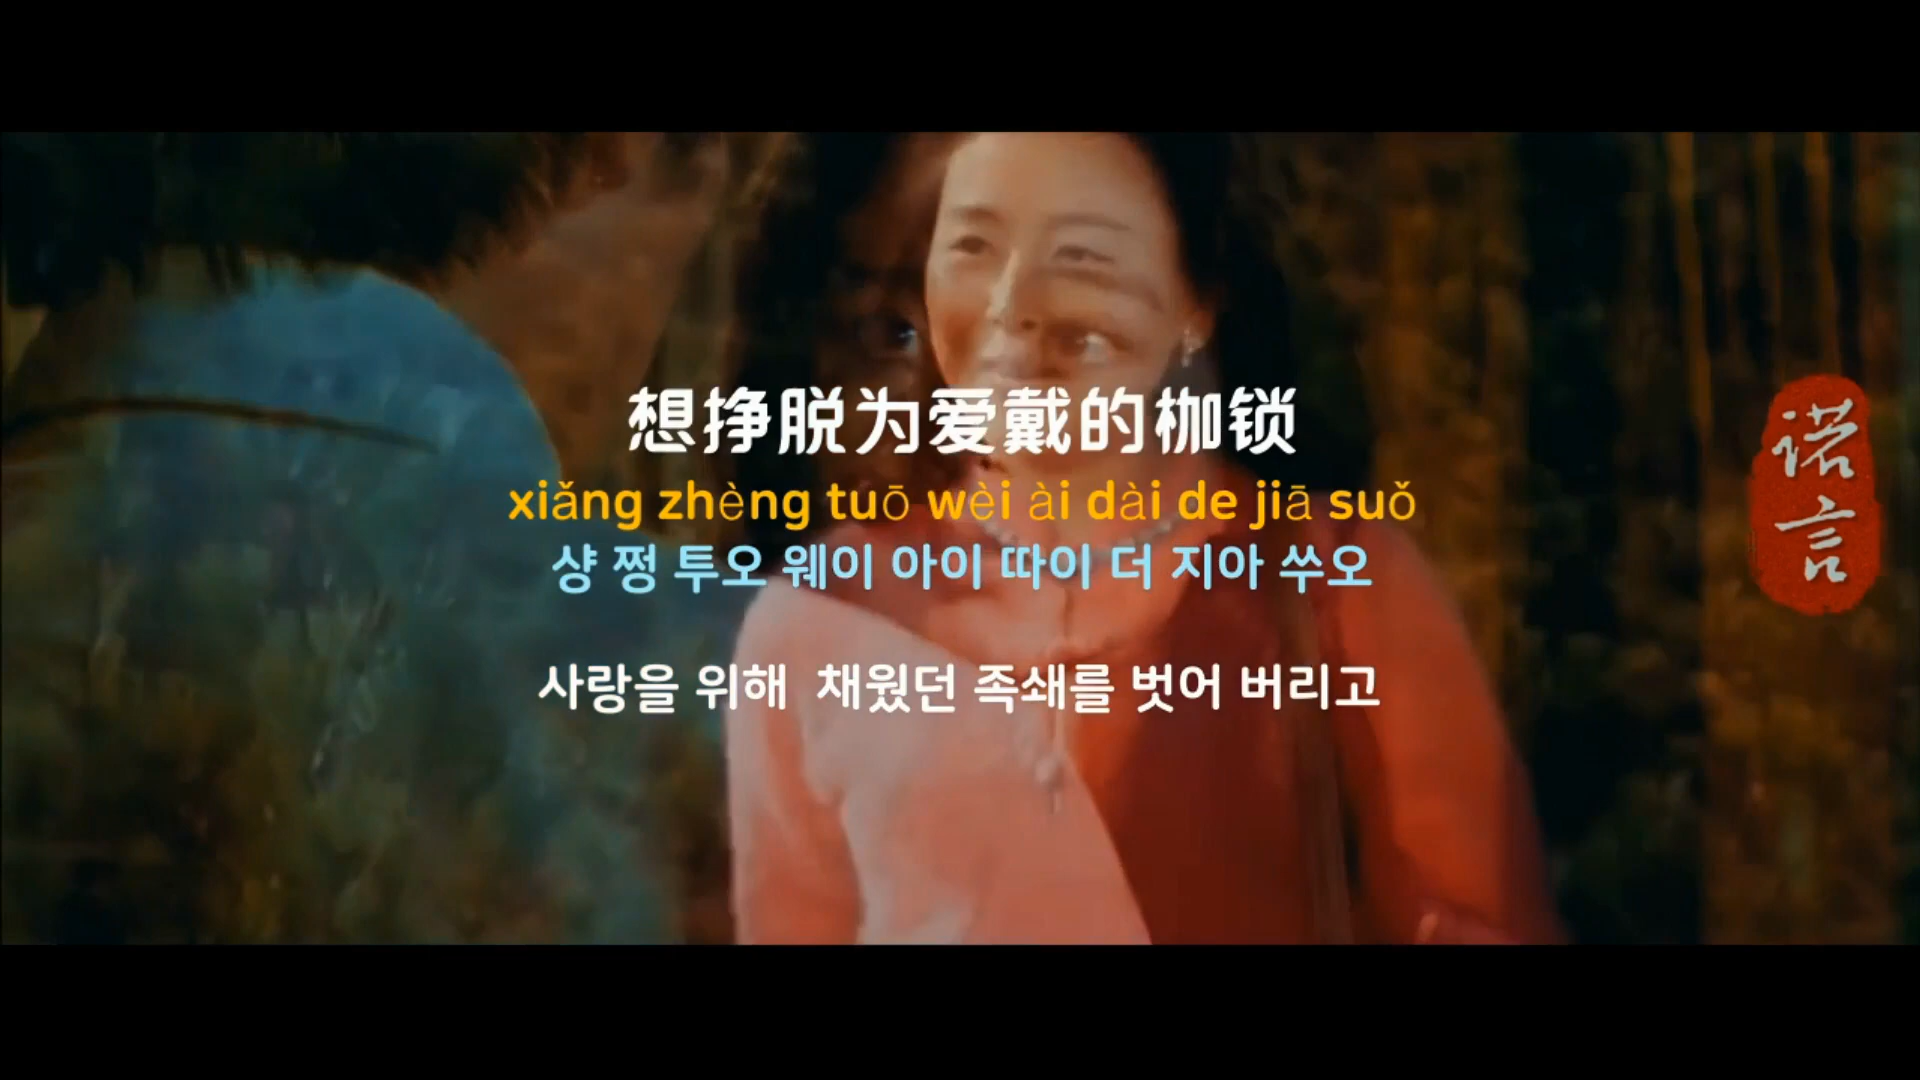 想挣脱为爱戴的枷锁
xiǎng zhèng tuō wèi ài dài de jiā suǒ
샹 쩡 투오 웨이 아이 따이 더 지아 쑤오
사랑을 위해 채웠던 족쇄를 벗어 버리고
诺言